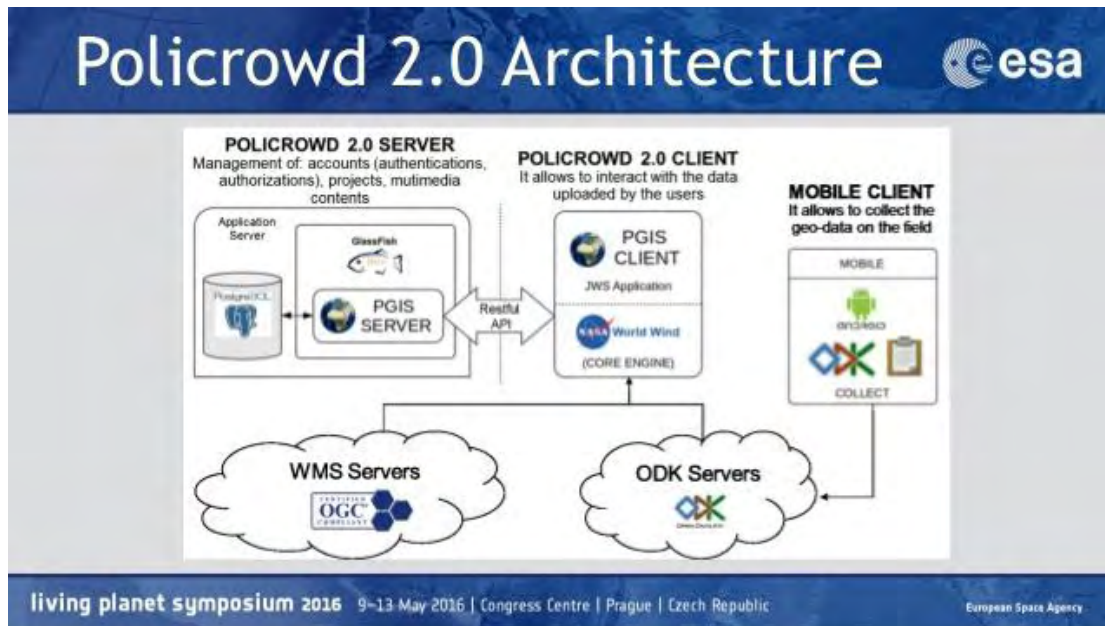 Policrowd 2.0 Architecture
esa
POLICROWD 2.0 SERVER
Management of: accounts (authentications,
authorizations), projects, mutimedia
contents
Application
Server
GlassFish
PostgreSQL
PGIS
SERVER
Restful
API
POLICROWD 2.0 CLIENT
It allows to interact with the data
uploaded by the users
PGIS
CLIENT
JWS Application
NASA
World Wind
(CORE ENGINE)
MOBILE CLIENT
It allows to collect the
geo-data on the field
MOBILE
ANDROID
ODK
COLLECT
WMS Servers
CERTIFIED
OGC
COMPLIANT
ODK Servers
ODK
living planet symposium 2016 9–13 May 2016 | Congress Centre | Prague | Czech Republic
European Space Agency